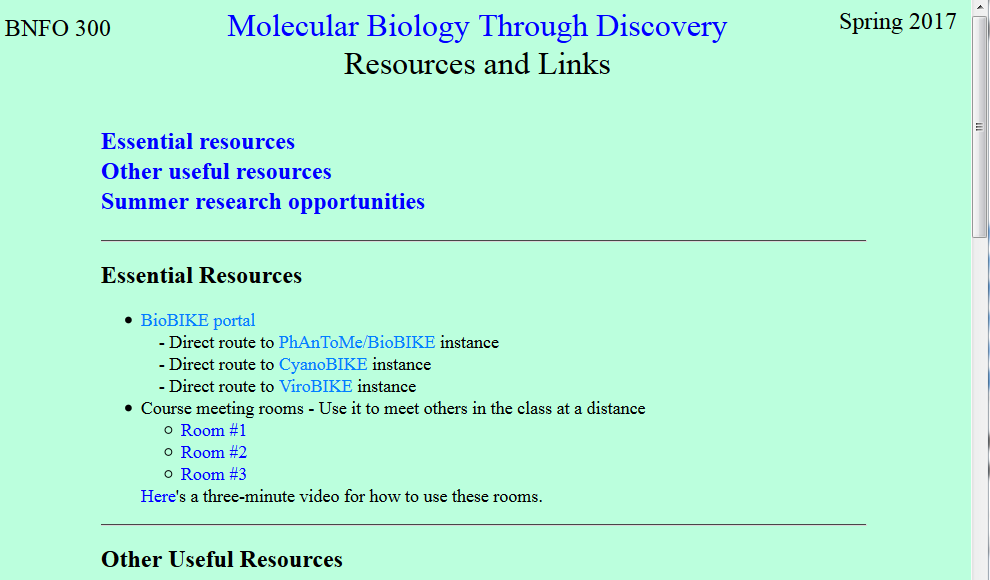 BNFO 300
Molecular Biology Through Discovery
Spring 2017
Resources and Links
Essential resources
Other useful resources
Summer research opportunities
Essential Resources
• BioBIKE portal
- Direct route to PhAnToMe/BioBIKE instance
- Direct route to CyanoBIKE instance
- Direct route to ViroBIKE instance
• Course meeting rooms - Use it to meet others in the class at a distance
○ Room #1
○ Room #2
○ Room #3
Here's a three-minute video for how to use these rooms.
Other Useful Resources